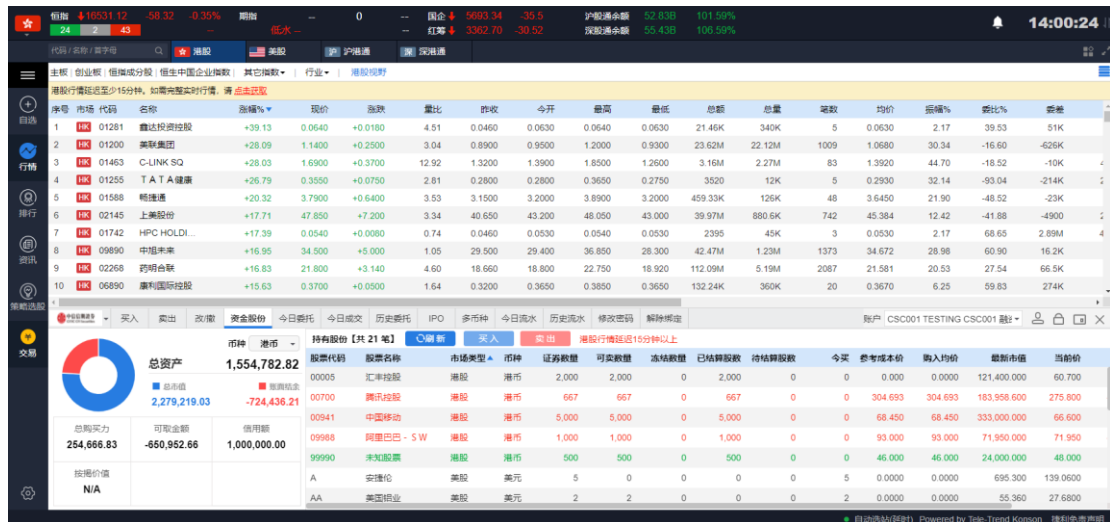 恒指 16531.12 -58.32 -0.35% 期指 -- 0 -- 国企 5693.34 -35.5 沪股通余额 52.83B 101.59%
24 2 43 -- 低水 -- -- 红筹 3362.70 -30.52 深股通余额 55.43B 106.59%
14:00:24
代码 / 名称 / 首字母 港股 美股 沪 沪港通 深 深港通
主板 创业板 恒指成分股 恒生中国企业指数 其它指数 行业 港股视野
港股行情延迟至少15分钟。如需完整实时行情，请 点击获取
序号 市场 代码 名称 涨幅% 现价 涨跌 量比 昨收 今开 最高 最低 总额 总量 笔数 均价 振幅% 委比% 委差
1 HK 01281 鑫达投资控股 +39.13 0.0640 +0.0180 4.51 0.0460 0.0630 0.0640 0.0630 21.46K 340K 5 0.0630 2.17 39.53 51K
2 HK 01200 美联集团 +28.09 1.1400 +0.2500 3.04 0.8900 0.9500 1.2000 0.9300 23.62M 22.12M 1009 1.0680 30.34 -16.60 -626K
3 HK 01463 C-LINK SQ +28.03 1.6900 +0.3700 12.92 1.3200 1.3900 1.8500 1.2600 3.16M 2.27M 83 1.3920 44.70 -18.52 -10K
4 HK 01255 T A T A健康 +26.79 0.3550 +0.0750 2.81 0.2800 0.2800 0.3650 0.2750 3520 12K 5 0.2930 32.14 -93.04 -214K
5 HK 01588 畅捷通 +20.32 3.7900 +0.6400 3.53 3.1500 3.2000 3.8900 3.2000 459.33K 126K 48 3.6450 21.90 -48.52 -23K
6 HK 02145 上美股份 +17.71 47.850 +7.200 3.34 40.650 43.200 48.050 43.000 39.97M 880.6K 742 45.384 12.42 -41.88 -4900
7 HK 01742 HPC HOLDI... +17.39 0.0540 +0.0080 0.74 0.0460 0.0530 0.0540 0.0530 2395 45K 3 0.0530 2.17 68.65 2.89M
8 HK 09890 中旭未来 +16.95 34.500 +5.000 1.05 29.500 29.400 36.850 28.300 42.47M 1.23M 1373 34.672 28.98 60.90 16.2K
9 HK 02268 药明合联 +16.83 21.800 +3.140 4.60 18.660 18.800 22.750 18.920 112.09M 5.19M 2087 21.581 20.53 27.54 66.5K
10 HK 06890 康利国际控股 +15.63 0.3700 +0.0500 1.64 0.3200 0.3650 0.3850 0.3650 132.24K 360K 20 0.3670 6.25 59.83 274K
自选
行情
排行
资讯
策略选股
交易
买入 卖出 改/撤 资金股份 今日委托 今日成交 历史委托 IPO 多币种 今日流水 历史流水 修改密码 解除绑定 账户 CSC001 TESTING CSC001
币种 港币 持有股份【共 21 笔】 刷新 买入 卖出 港股行情延迟15分钟以上
总资产 1,554,782.82
总市值 账面结余
2,279,219.03 -724,436.21
总购买力 可取金额 信用额
254,666.83 -650,952.66 1,000,000.00
按揭价值
N/A
股票代码 股票名称 市场类型 币种 证券数量 可卖数量 冻结数量 已结算股数 待结算股数 今买 参考成本价 购入均价 最新市值 当前价
00005 汇丰控股 港股 港币 2,000 2,000 0 2,000 0 0 0.000 0.0000 121,400.000 60.700
00700 腾讯控股 港股 港币 667 667 0 667 0 0 304.693 304.693 183,958.600 275.800
00941 中国移动 港股 港币 5,000 5,000 0 5,000 0 0 68.450 68.450 333,000.000 66.600
09988 阿里巴巴 - S W 港股 港币 1,000 1,000 0 1,000 0 0 93.000 93.000 71,950.000 71.950
99990 未知股票 港股 港币 500 500 0 500 0 0 46.000 46.000 24,000.000 48.000
A 安捷伦 美股 美元 5 0 0 0 0 5 0.0000 0.0000 695.300 139.0600
AA 美国铝业 美股 美元 2 2 0 0 0 2 0.0000 0.0000 55.360 27.6800
自动选站(延时) Powered by Tele-Trend Konson 捷利免责声明